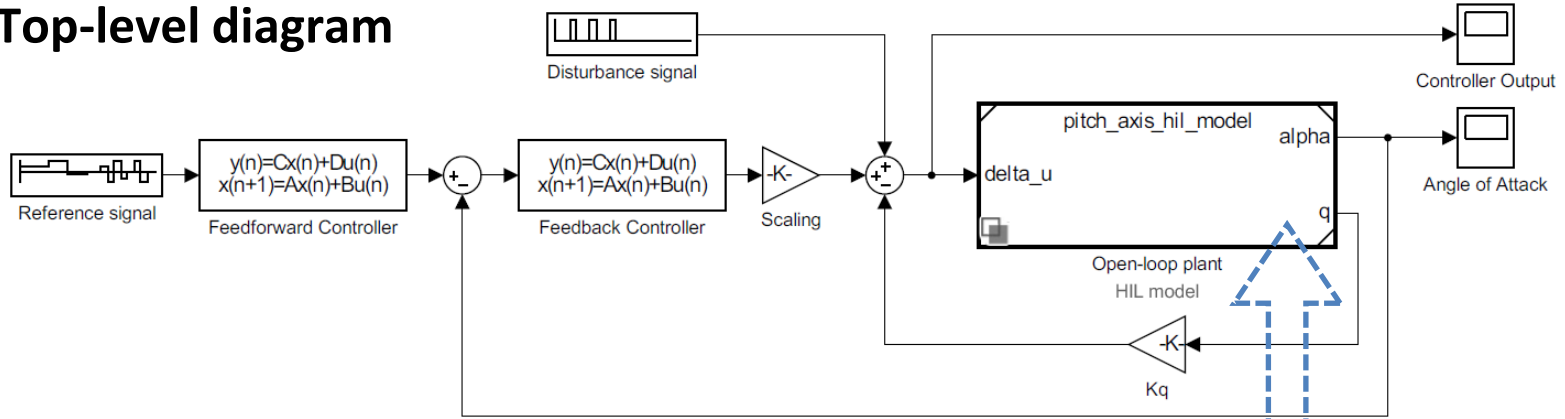 Top-level diagram
Disturbance signal
Controller Output
pitch_axis_hil_model
alpha
delta_u
q
Angle of Attack
Reference signal
y(n)=Cx(n)+Du(n)
x(n+1)=Ax(n)+Bu(n)
Feedforward Controller
y(n)=Cx(n)+Du(n)
x(n+1)=Ax(n)+Bu(n)
Feedback Controller
-K-
Scaling
Open-loop plant
HIL model
-K-
Kq